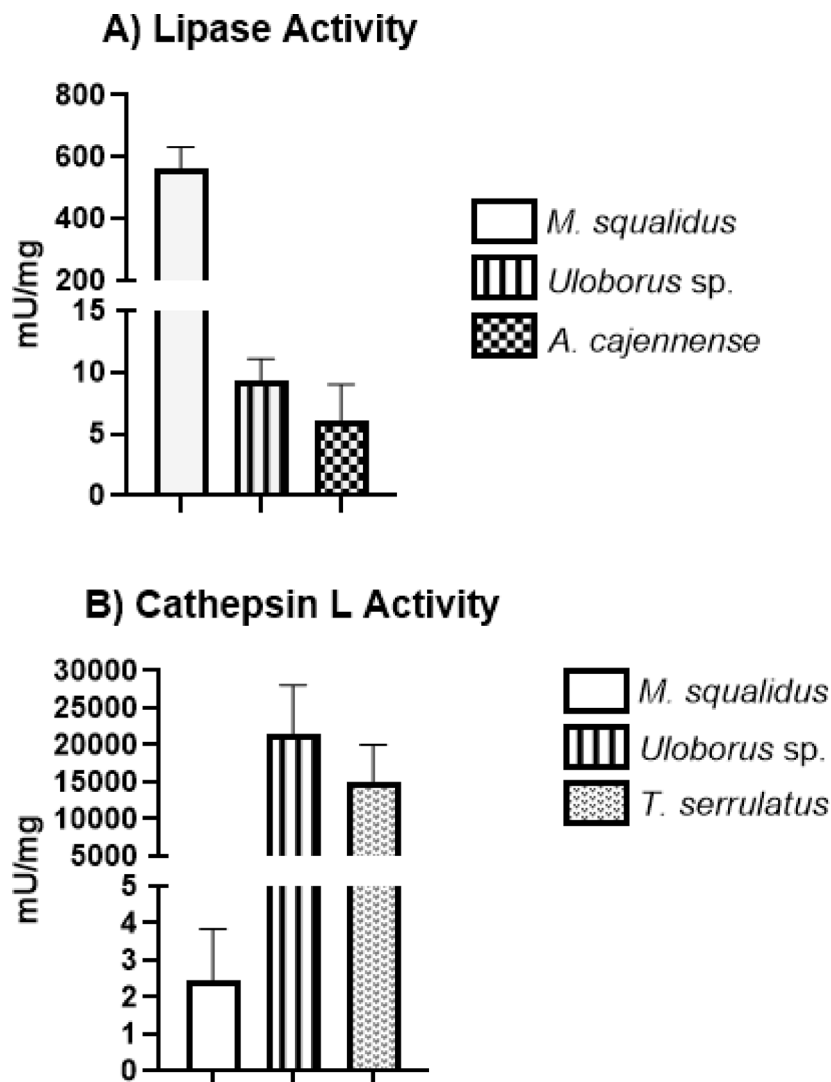 A) Lipase Activity
800
600
400
200
15
10
5
0
mU/mg
M. squalidus
Uloborus sp.
A. cajennense
B) Cathepsin L Activity
30000
25000
20000
15000
10000
5000
5
4
3
2
1
0
mU/mg
M. squalidus
Uloborus sp.
T. serrulatus